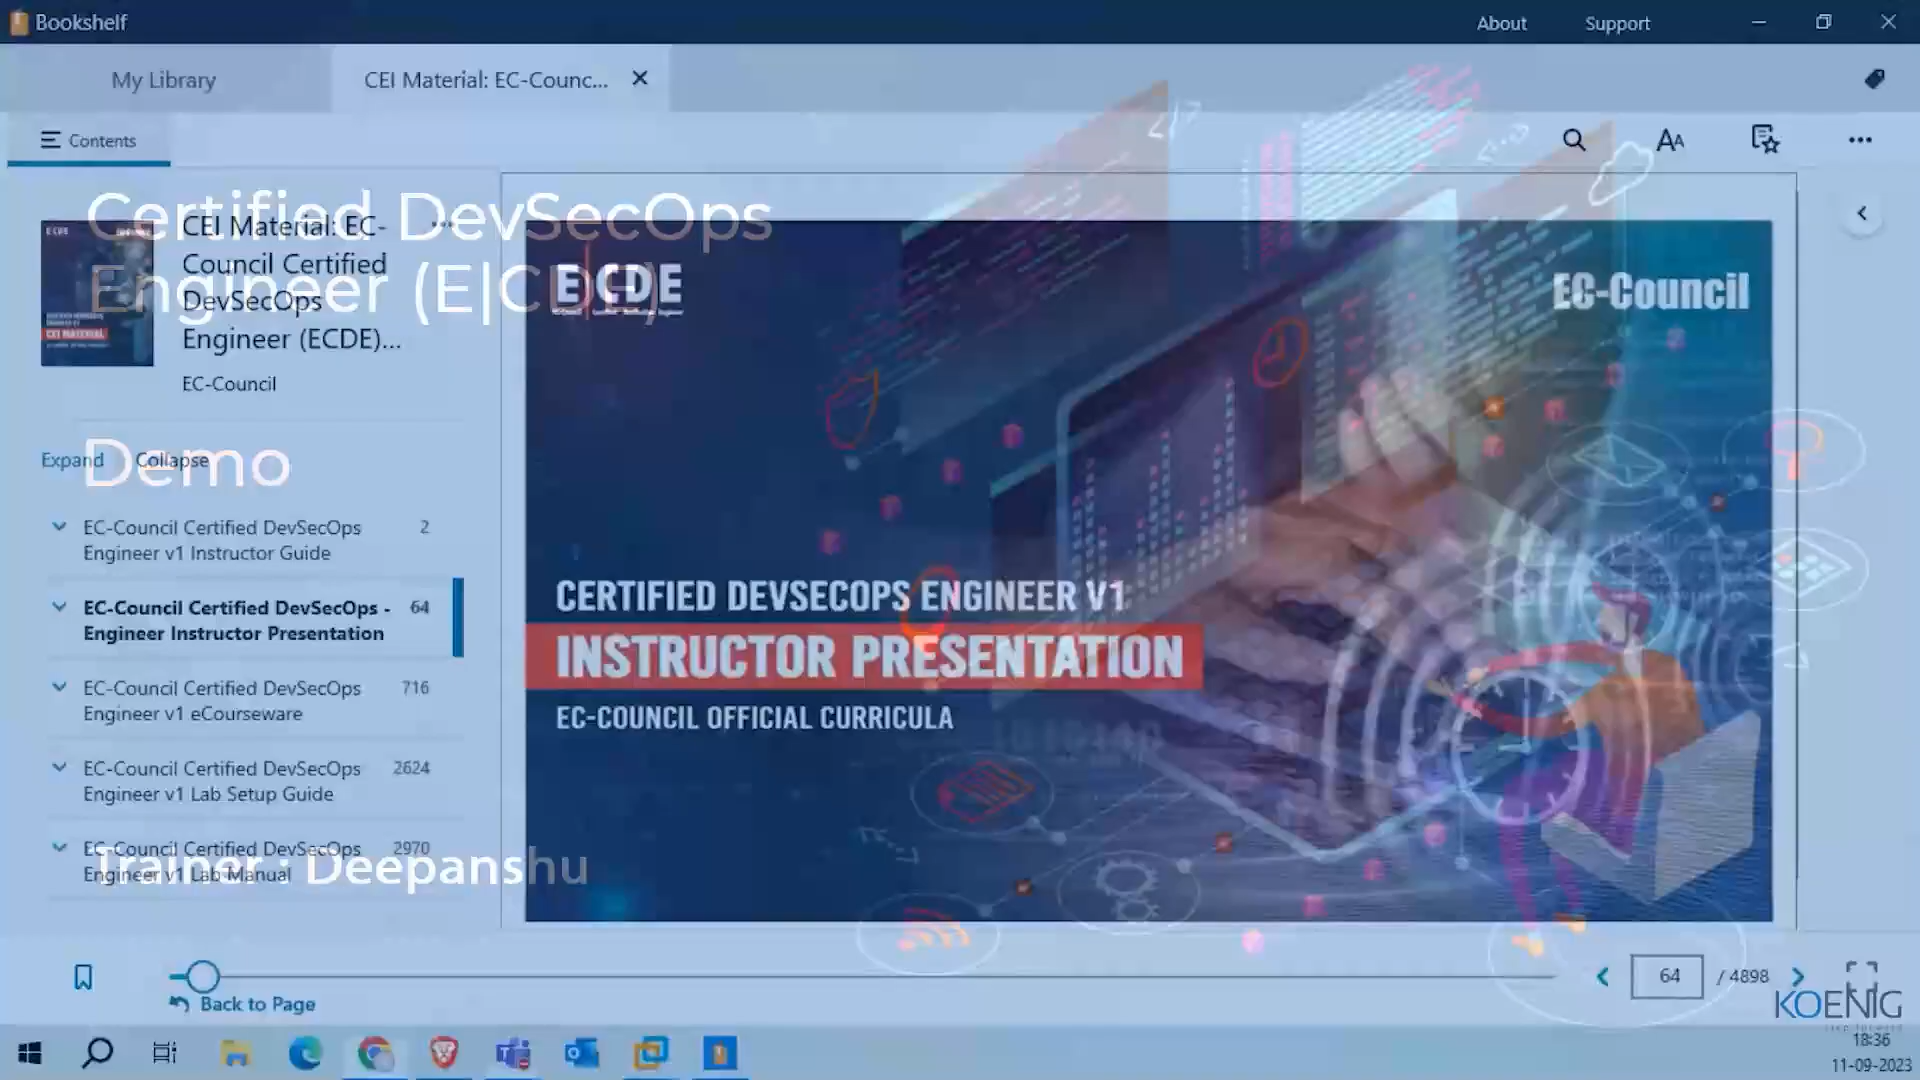 Bookshelf
About
Support
My Library
CEI Material: EC-Counc...
Contents
Certified DevSecOps
Engineer (E|CDE)
Demo
Trainer : Deepanshu
CEI Material: EC-
Council Certified
DevSecOps
Engineer (ECDE)...
EC-Council
Expand
Collapse
EC-Council Certified DevSecOps
Engineer v1 Instructor Guide
2
EC-Council Certified DevSecOps -
Engineer Instructor Presentation
64
EC-Council Certified DevSecOps
Engineer v1 eCourseware
716
EC-Council Certified DevSecOps
Engineer v1 Lab Setup Guide
2624
EC-Council Certified DevSecOps
Engineer v1 Lab Manual
2970
E CDE
EC-Council
CERTIFIED DEVSECOPS ENGINEER V1
INSTRUCTOR PRESENTATION
EC-COUNCIL OFFICIAL CURRICULA
Back to Page
64
/ 4898
KOENIG
step forward
18:36
11-09-2023